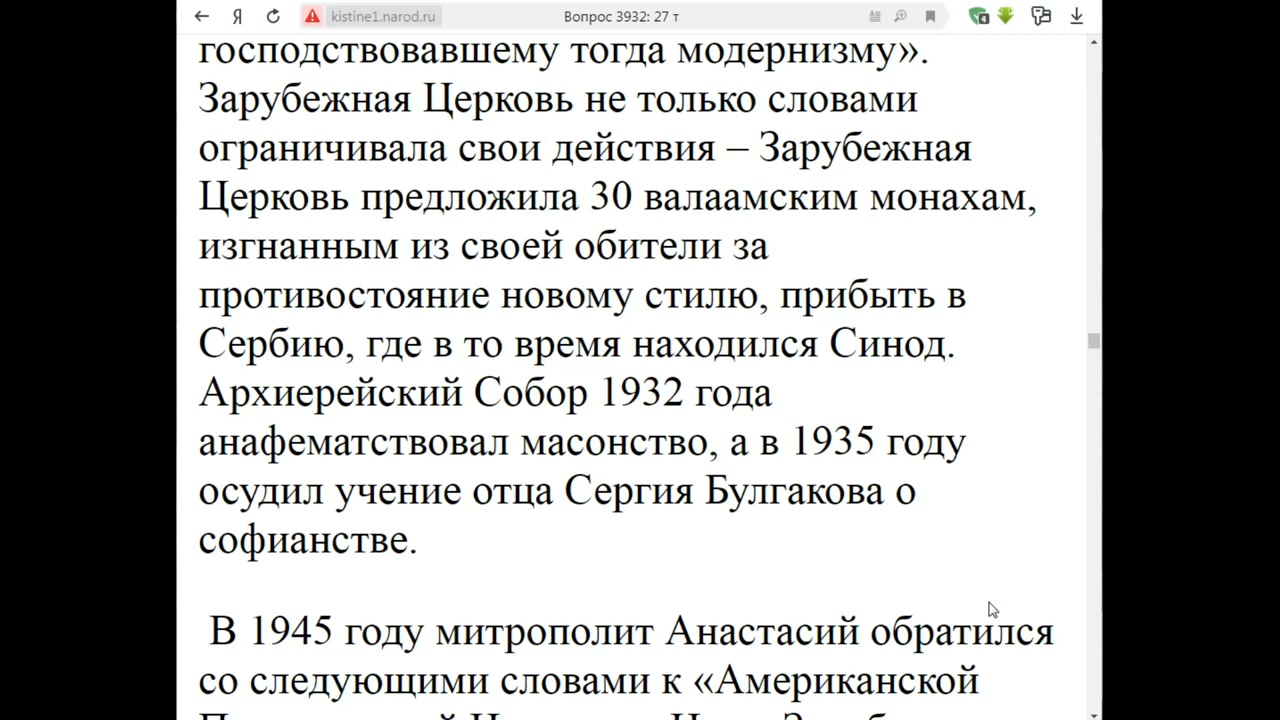 Я
kistine1.narod.ru
Вопрос 3932: 27 т
4
господствовавшему тогда модернизму».
Зарубежная Церковь не только словами
ограничивала свои действия – Зарубежная
Церковь предложила 30 валаамским монахам,
изгнанным из своей обители за
противостояние новому стилю, прибыть в
Сербию, где в то время находился Синод.
Архиерейский Собор 1932 года
анафематствовал масонство, а в 1935 году
осудил учение отца Сергия Булгакова о
софианстве.
В 1945 году митрополит Анастасий обратился
со следующими словами к «Американской